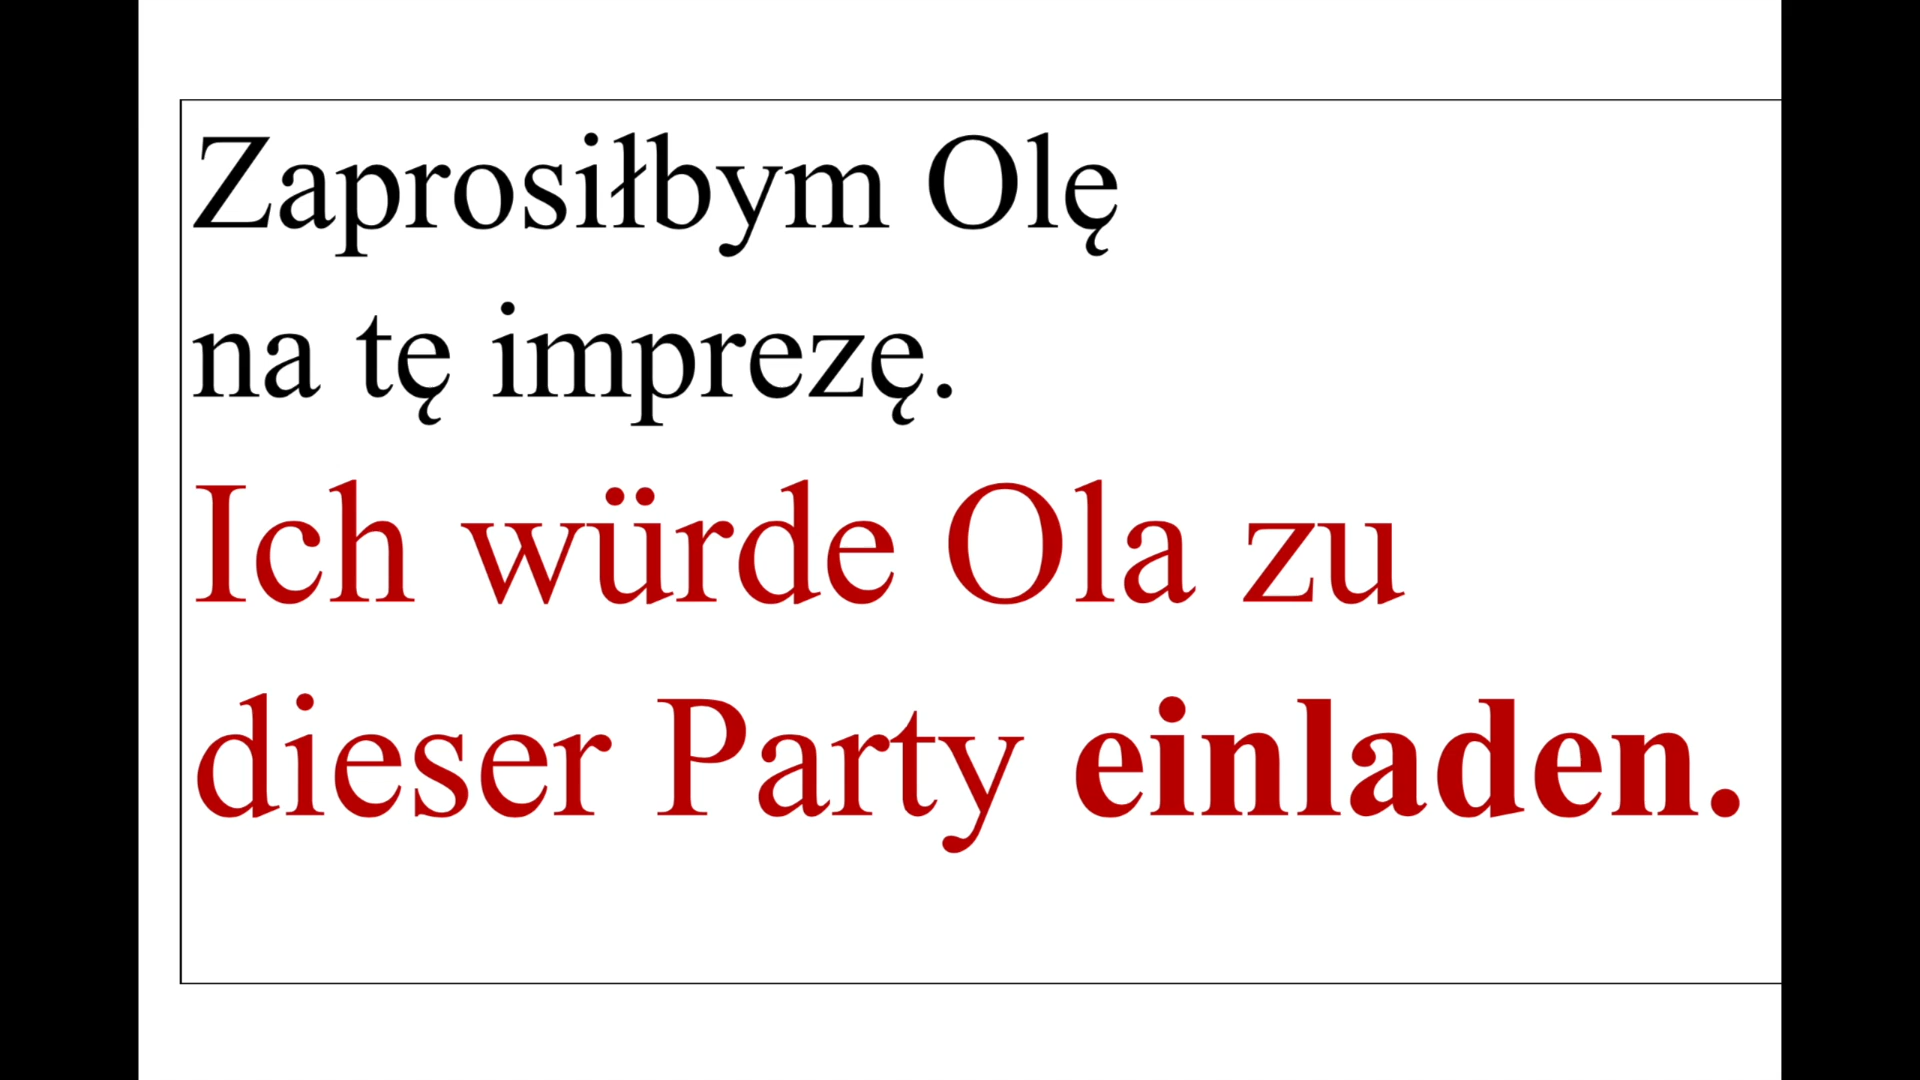 Zaprosiłbym Olę
na tę imprezę.
Ich würde Ola zu
dieser Party einladen.